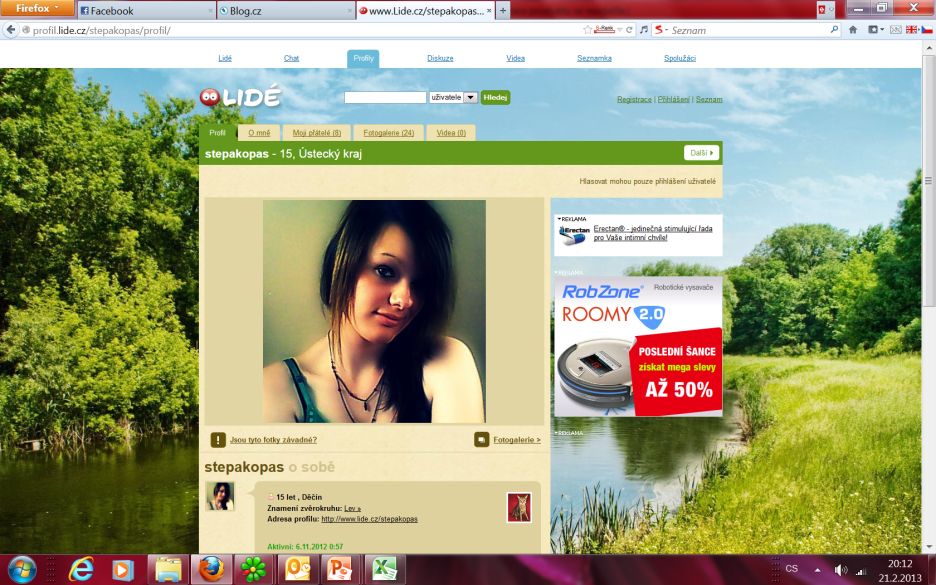 Firefox
Facebook
Blog.cz
www.Lide.cz/stepakopas...
profil.lide.cz/stepakopas/profil/
S-Rank
Seznam
Lidé
Chat
Profily
Diskuze
Videa
Seznamka
Spolužáci
LIDÉ
uživatele
Hledej
Registrace | Přihlášení | Seznam
Profil
O mně
Moji přátelé (8)
Fotogalerie (24)
Videa (0)
stepakopas - 15, Ústecký kraj
Další
Hlasovat mohou pouze přihlášení uživatelé
REKLAMA
Erectan
Erectan® - jedinečná stimulující řada
pro Vaše intimní chvíle!
REKLAMA
RobZone® Robotické vysavače
ROOMY 2.0
POSLEDNÍ ŠANCE
získat mega slevy
AŽ 50%
REKLAMA
Jsou tyto fotky závadné?
Fotogalerie >
stepakopas o sobě
15 let , Děčín
Znamení zvěrokruhu: Lev »
Adresa profilu: http://www.lide.cz/stepakopas
Aktivní: 6.11.2012 0:57
CS
20:12
21.2.2013